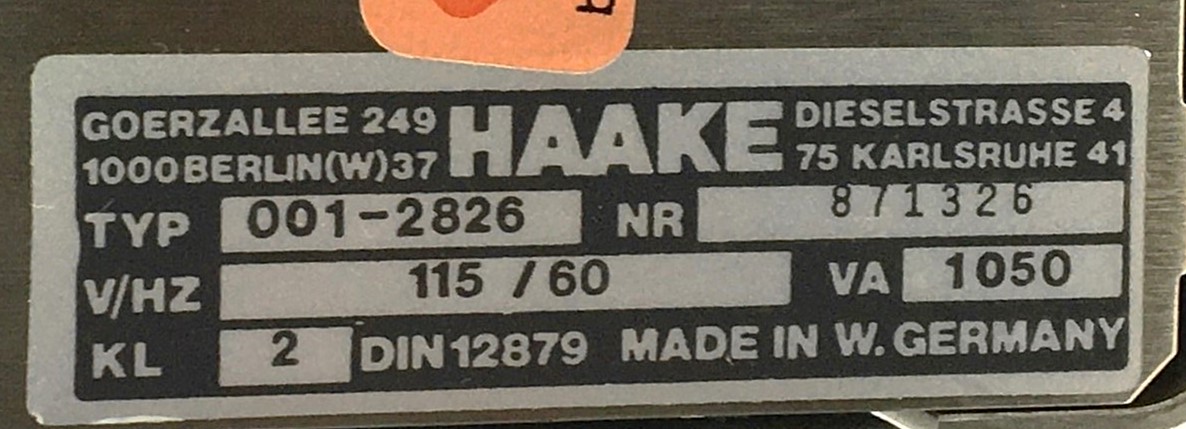 GOERZALLEE 249 HAAKE DIESELSTRASSE 4
1000 BERLIN(W)37 75 KARLSRUHE 41
TYP 001-2826 NR 871326
V/HZ 115 / 60 VA 1050
KL 2 DIN 12879 MADE IN W. GERMANY